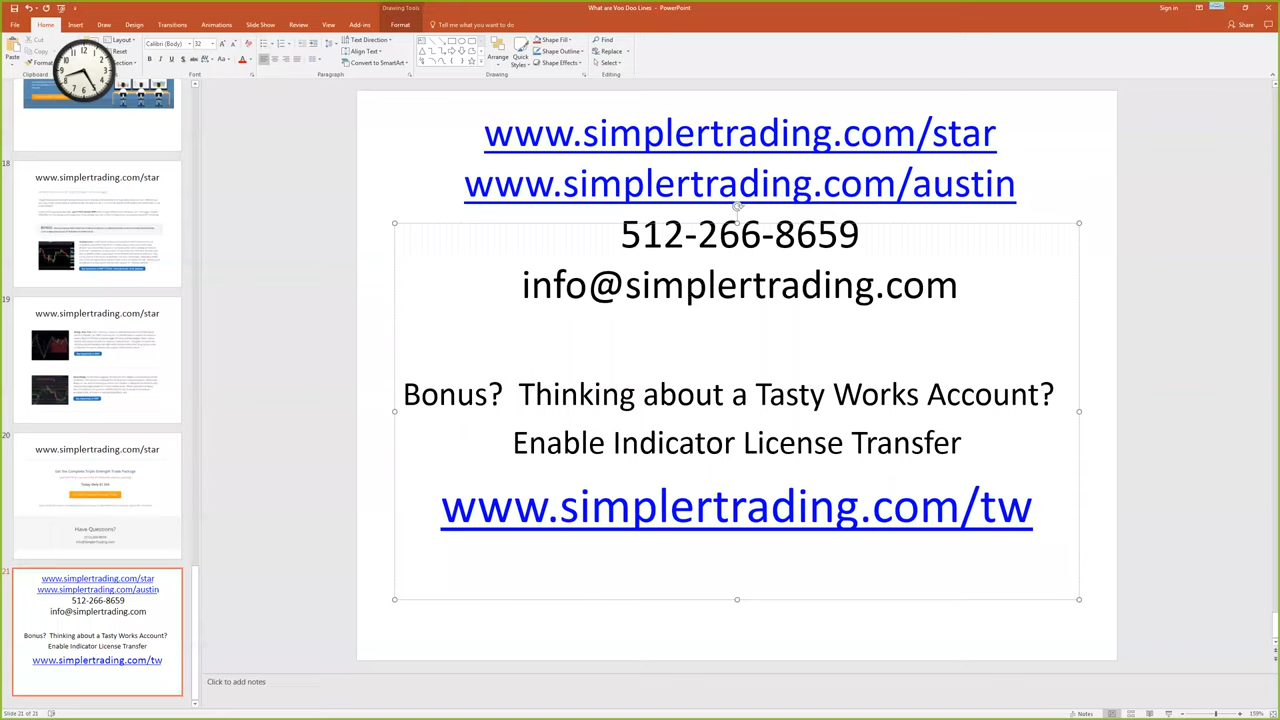 What are Voo Doo Lines - PowerPoint
Drawing Tools
Sign in
File
Home
Insert
Draw
Design
Transitions
Animations
Slide Show
Review
View
Add-ins
Format
Tell me what you want to do
Share
Paste
Cut
Copy
Format
Clipboard
Layout
Reset
Section
Calibri (Body)
32
Font
Text Direction
Align Text
Convert to SmartArt
Paragraph
Arrange
Quick
Styles
Shape Fill
Shape Outline
Shape Effects
Drawing
Find
Replace
Select
Editing
18
www.simplertrading.com/star
19
www.simplertrading.com/star
20
www.simplertrading.com/star
Have Questions?
21
www.simplertrading.com/star
www.simplertrading.com/austin
512-266-8659
info@simplertrading.com
Bonus? Thinking about a Tasty Works Account?
Enable Indicator License Transfer
www.simplertrading.com/tw
www.simplertrading.com/star
www.simplertrading.com/austin
512-266-8659
info@simplertrading.com
Bonus? Thinking about a Tasty Works Account?
Enable Indicator License Transfer
www.simplertrading.com/tw
Click to add notes
Slide 21 of 21
Notes
159%